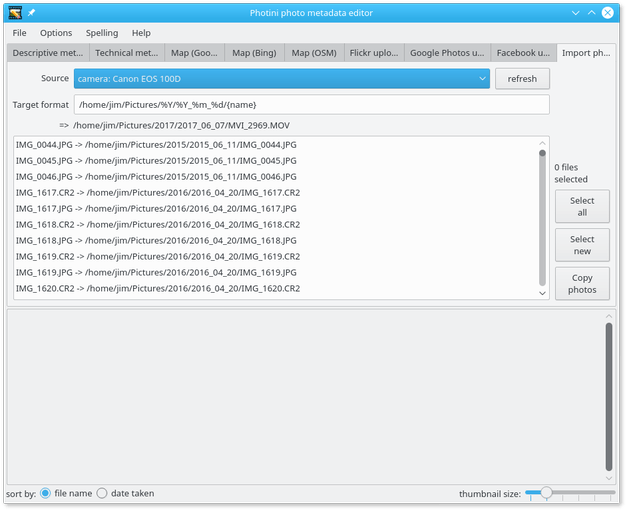 Photini photo metadata editor
File Options Spelling Help
Descriptive met... Technical met... Map (Goo... Map (Bing) Map (OSM) Flickr uplo... Google Photos u... Facebook u... Import ph...
Source camera: Canon EOS 100D refresh
Target format /home/jim/Pictures/%Y/%Y_%m_%d/{name}
=> /home/jim/Pictures/2017/2017_06_07/MVI_2969.MOV
IMG_0044.JPG -> /home/jim/Pictures/2015/2015_06_11/IMG_0044.JPG
IMG_0045.JPG -> /home/jim/Pictures/2015/2015_06_11/IMG_0045.JPG
IMG_0046.JPG -> /home/jim/Pictures/2015/2015_06_11/IMG_0046.JPG
IMG_1617.CR2 -> /home/jim/Pictures/2016/2016_04_20/IMG_1617.CR2
IMG_1617.JPG -> /home/jim/Pictures/2016/2016_04_20/IMG_1617.JPG
IMG_1618.CR2 -> /home/jim/Pictures/2016/2016_04_20/IMG_1618.CR2
IMG_1618.JPG -> /home/jim/Pictures/2016/2016_04_20/IMG_1618.JPG
IMG_1619.CR2 -> /home/jim/Pictures/2016/2016_04_20/IMG_1619.CR2
IMG_1619.JPG -> /home/jim/Pictures/2016/2016_04_20/IMG_1619.JPG
IMG_1620.CR2 -> /home/jim/Pictures/2016/2016_04_20/IMG_1620.CR2
0 files
selected
Select
all
Select
new
Copy
photos
sort by: file name date taken thumbnail size: